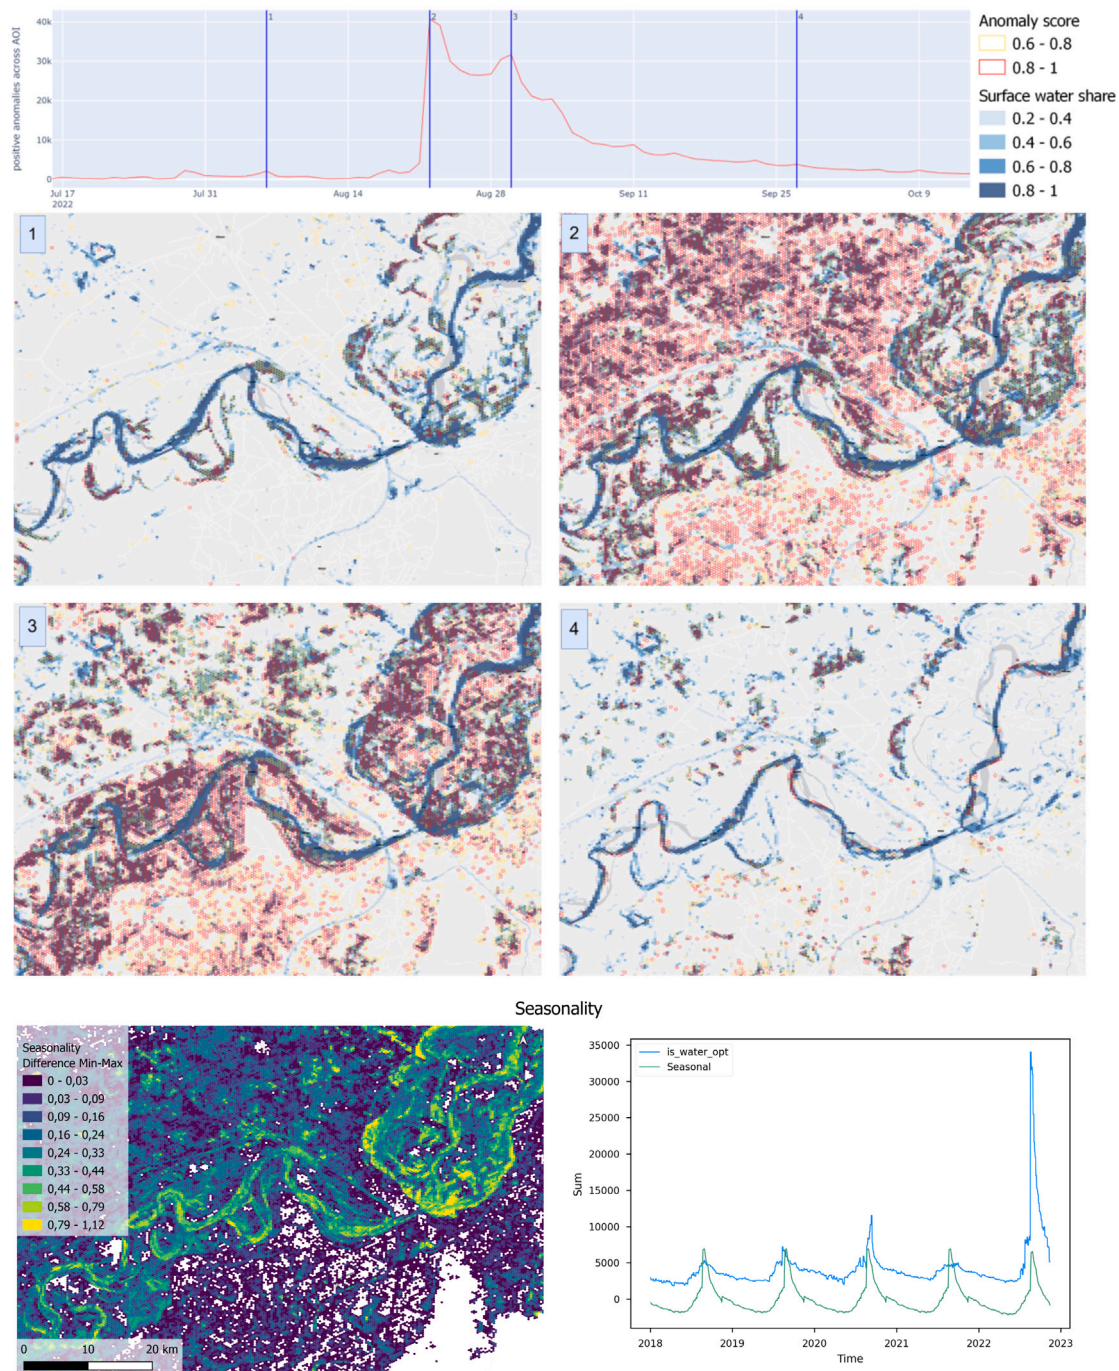 positive anomalies across AOI
40k
30k
20k
10k
0
1
2
3
4
Jul 17
2022
Jul 31
Aug 14
Aug 28
Sep 11
Sep 25
Oct 9
Anomaly score
0.6 - 0.8
0.8 - 1
Surface water share
0.2 - 0.4
0.4 - 0.6
0.6 - 0.8
0.8 - 1
1
2
3
4
Seasonality
Seasonality
Difference Min-Max
0 - 0,03
0,03 - 0,09
0,09 - 0,16
0,16 - 0,24
0,24 - 0,33
0,33 - 0,44
0,44 - 0,58
0,58 - 0,79
0,79 - 1,12
0 10 20 km
is_water_opt
Seasonal
Sum
35000
30000
25000
20000
15000
10000
5000
0
2018 2019 2020 2021 2022 2023
Time